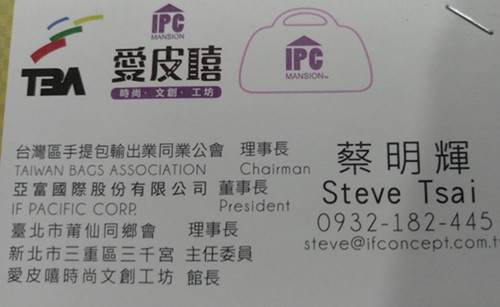 TBA
IPC
MANSION
愛皮嘻
時尚・文創・工坊
IPC
MANSION
台灣區手提包輸出業同業公會 理事長
TAIWAN BAGS ASSOCIATION Chairman
亞富國際股份有限公司 董事長
IF PACIFIC CORP. President
臺北市莆仙同鄉會 理事長
新北市三重區三千宮 主任委員
愛皮嘻時尚文創工坊 館長
蔡明輝
Steve Tsai
0932-182-445
steve@ifconcept.com.t